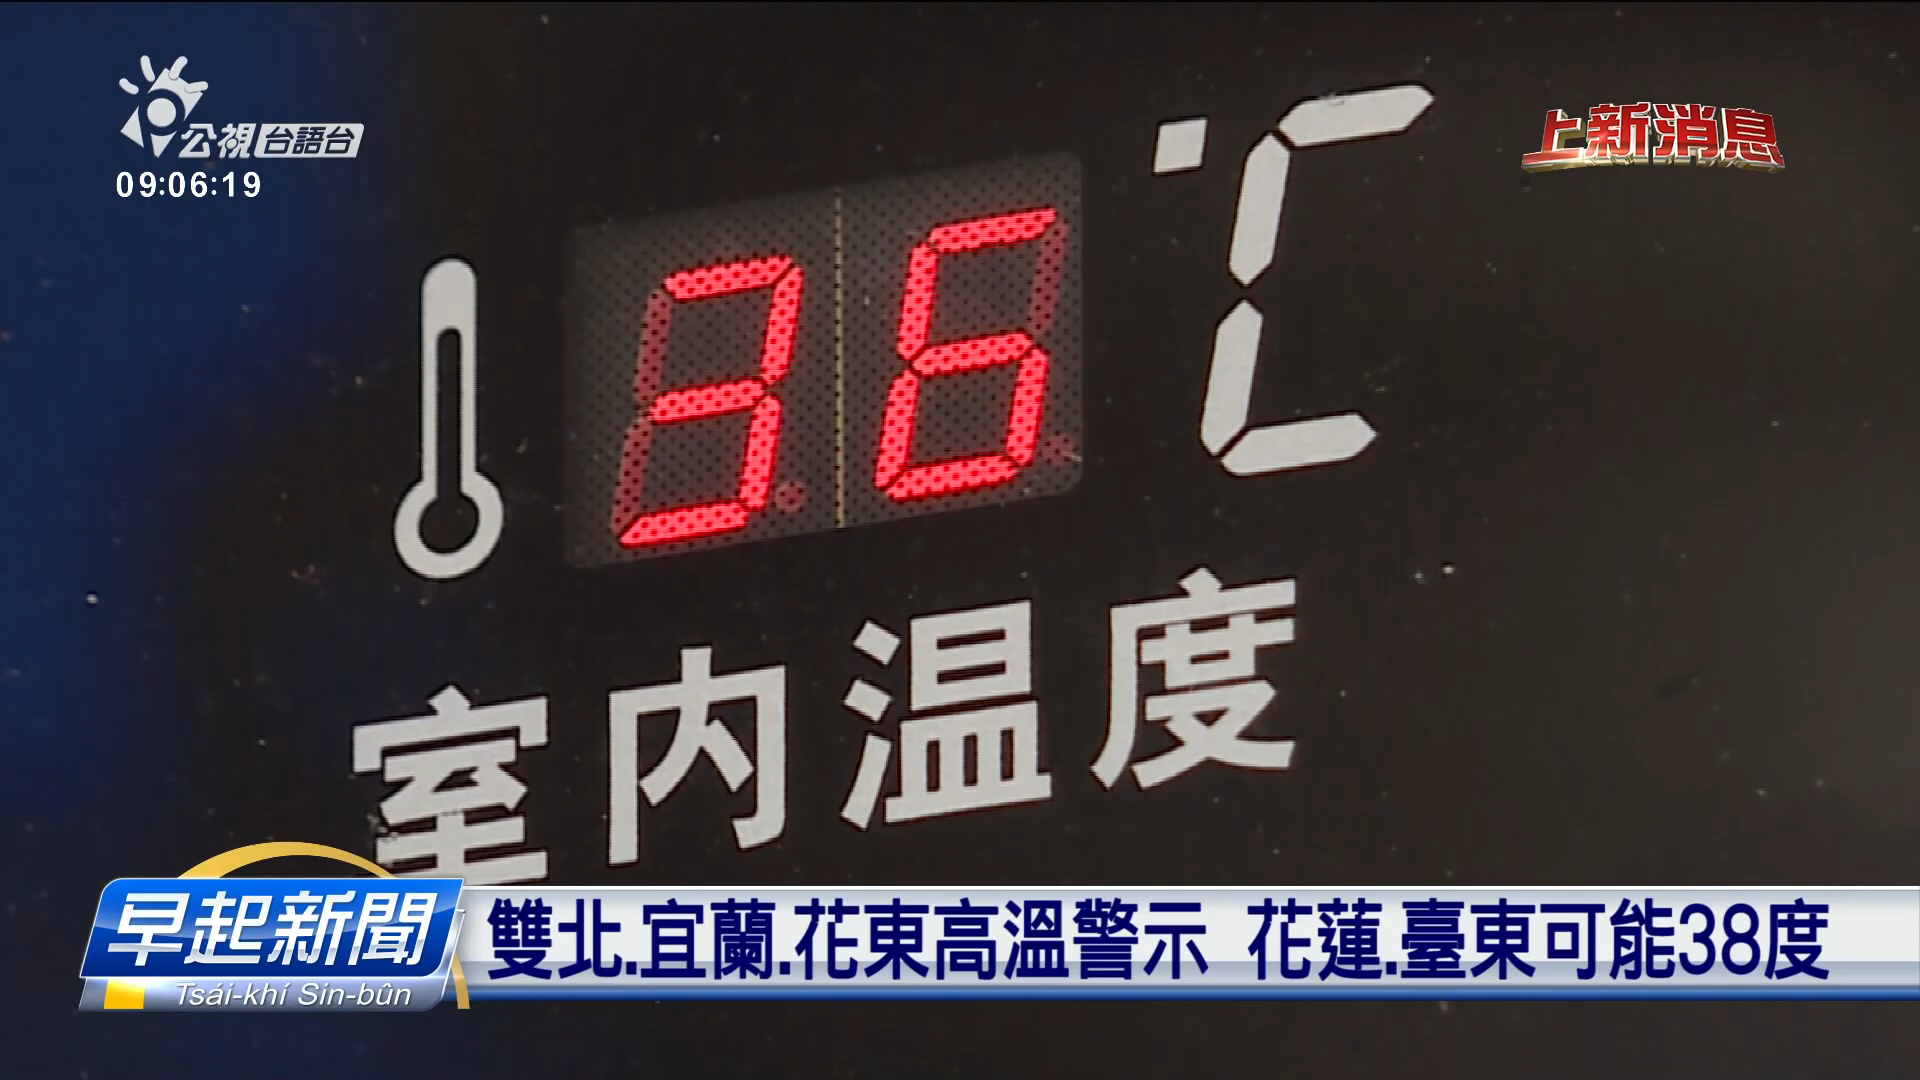 公視台語台
09:06:19
上新消息
36 °C
室内温度
早起新聞
Tsái-khí Sin-bûn
雙北.宜蘭.花東高溫警示 花蓮.臺東可能38度